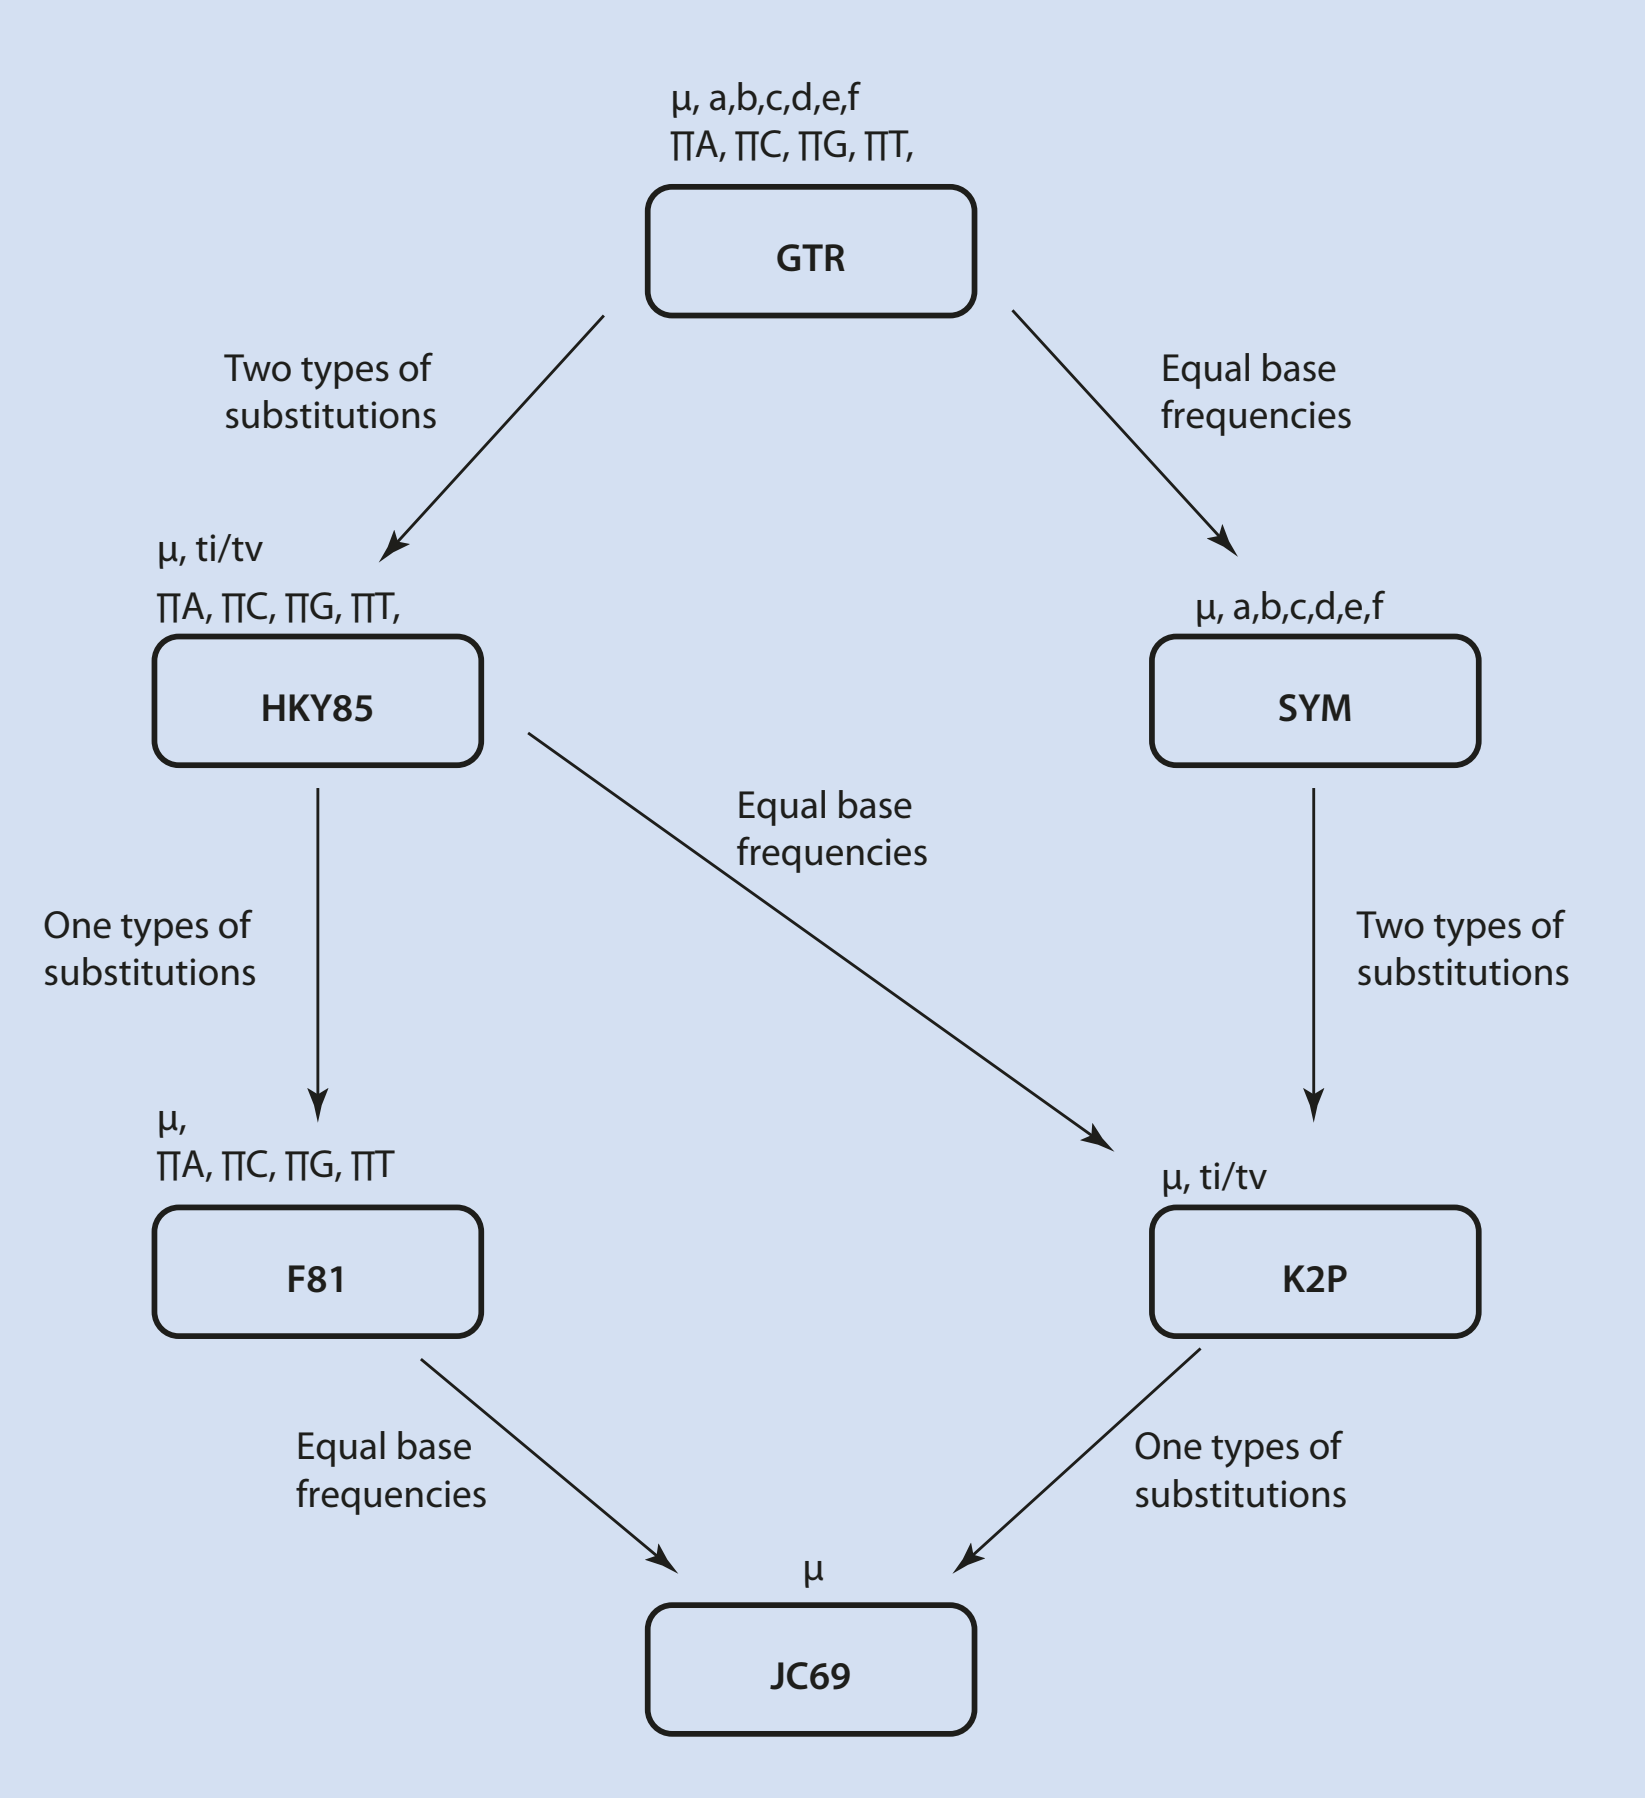 μ, a,b,c,d,e,f
∏A, ∏C, ∏G, ∏T,
GTR
Two types of
substitutions
Equal base
frequencies
μ, ti/tv
∏A, ∏C, ∏G, ∏T,
HKY85
μ, a,b,c,d,e,f
SYM
Equal base
frequencies
One types of
substitutions
Two types of
substitutions
μ,
∏A, ∏C, ∏G, ∏T
F81
μ, ti/tv
K2P
Equal base
frequencies
One types of
substitutions
μ
JC69